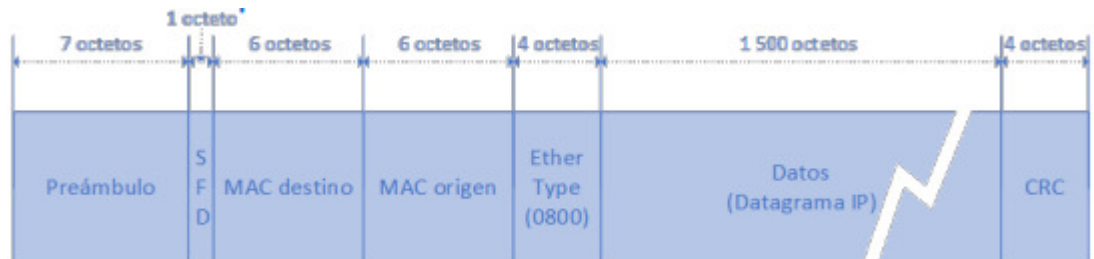 1 octeto
7 octetos 6 octetos 6 octetos 4 octetos 1 500 octetos 4 octetos
Preámbulo
S
F
D
MAC destino
MAC origen
Ether
Type
(0800)
Datos
(Datagrama IP)
CRC